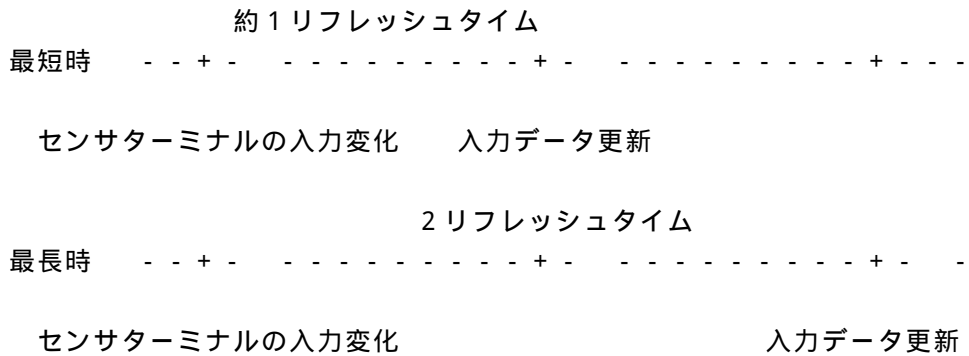 約1リフレッシュタイム
最短時 - - + - - - - - - - - - - + - - - - - - - - - - + - - -
センサターミナルの入力変化 入力データ更新
2リフレッシュタイム
最長時 - - + - - - - - - - - - - + - - - - - - - - - - + - -
センサターミナルの入力変化 入力データ更新